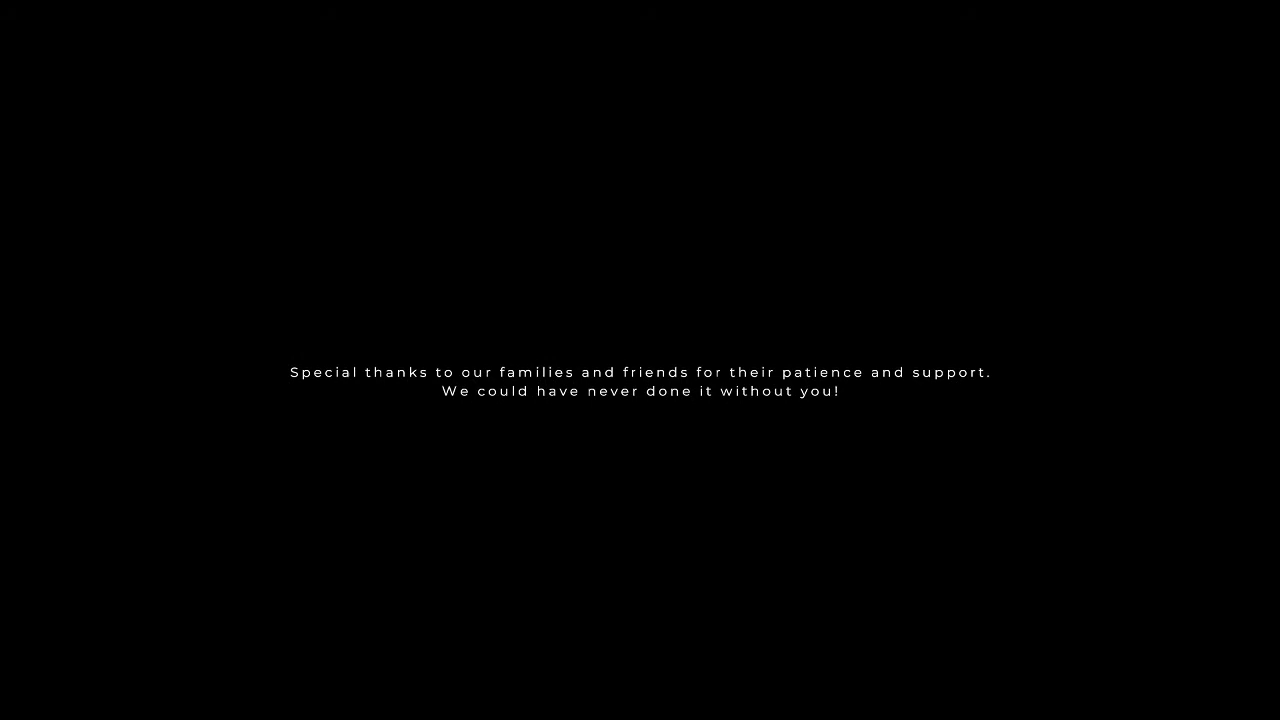 Special thanks to our families and friends for their patience and support.
We could have never done it without you!